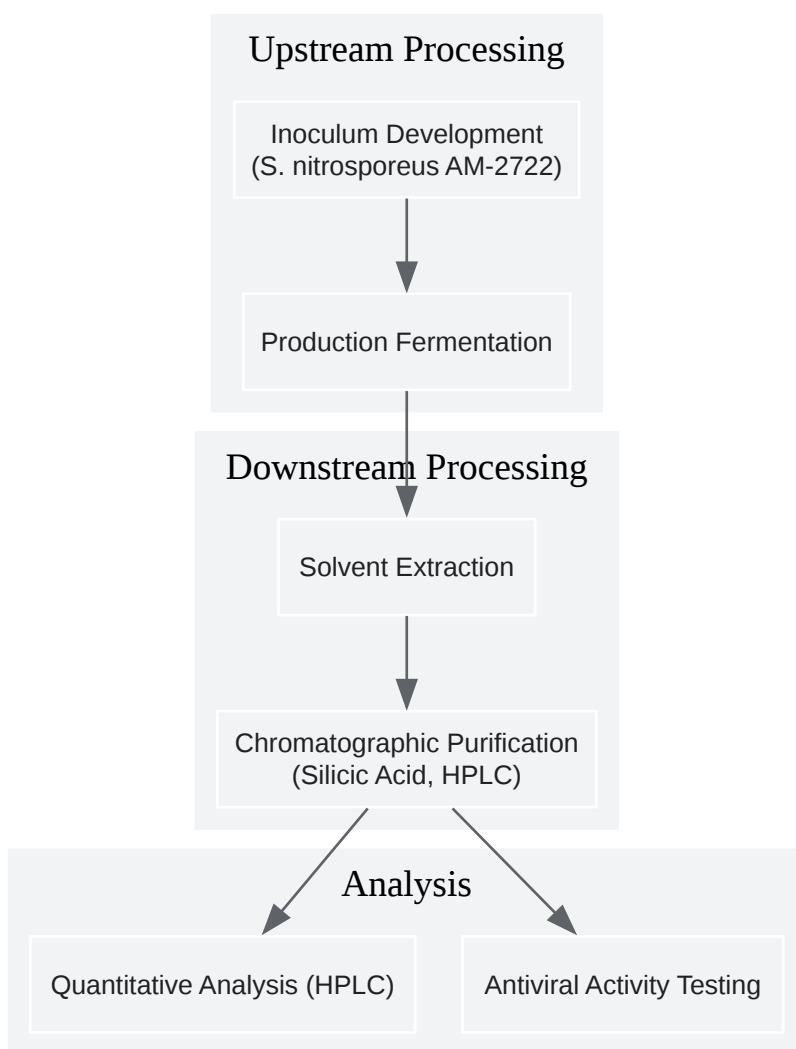 Upstream Processing
Inoculum Development
(S. nitrosporeus AM-2722)
Production Fermentation
Downstream Processing
Solvent Extraction
Chromatographic Purification
(Silicic Acid, HPLC)
Analysis
Quantitative Analysis (HPLC)
Antiviral Activity Testing